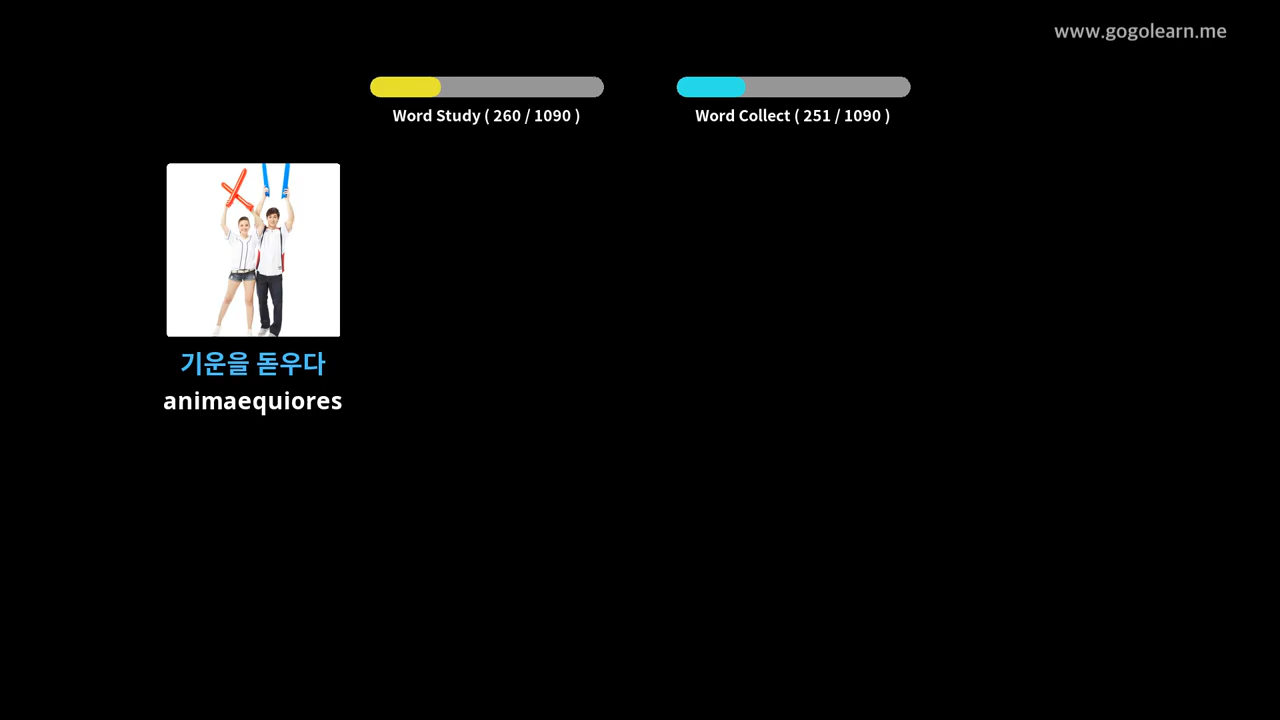 www.gogolearn.me
Word Study ( 260 / 1090 )
Word Collect ( 251 / 1090 )
기운을 돋우다
animaequiores